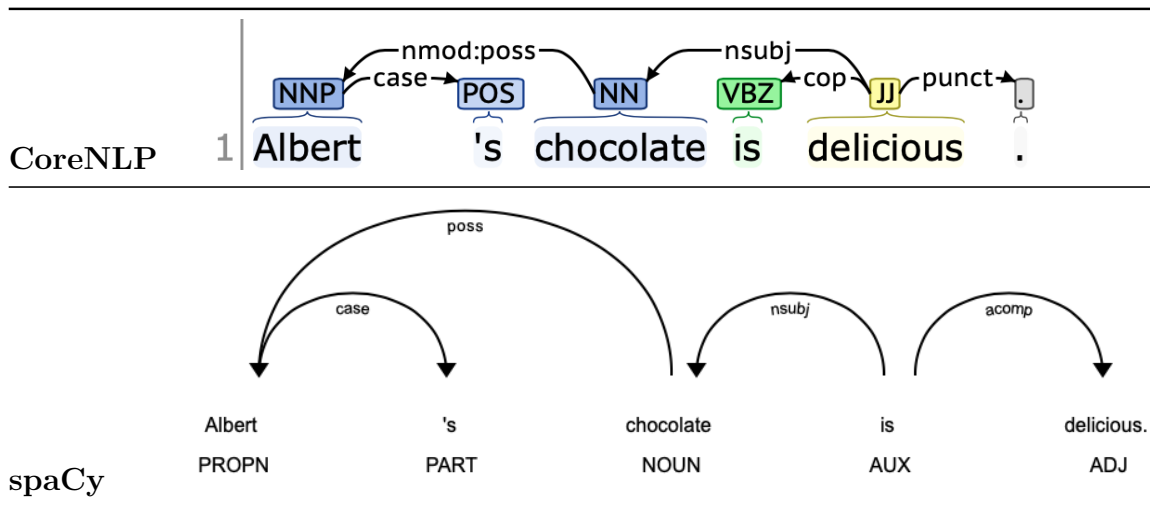 nmod:poss nsubj
case cop punct
NNP POS NN VBZ JJ .
CoreNLP 1 Albert 's chocolate is delicious .
poss
case nsubj acomp
Albert 's chocolate is delicious.
PROPN PART NOUN AUX ADJ
spaCy